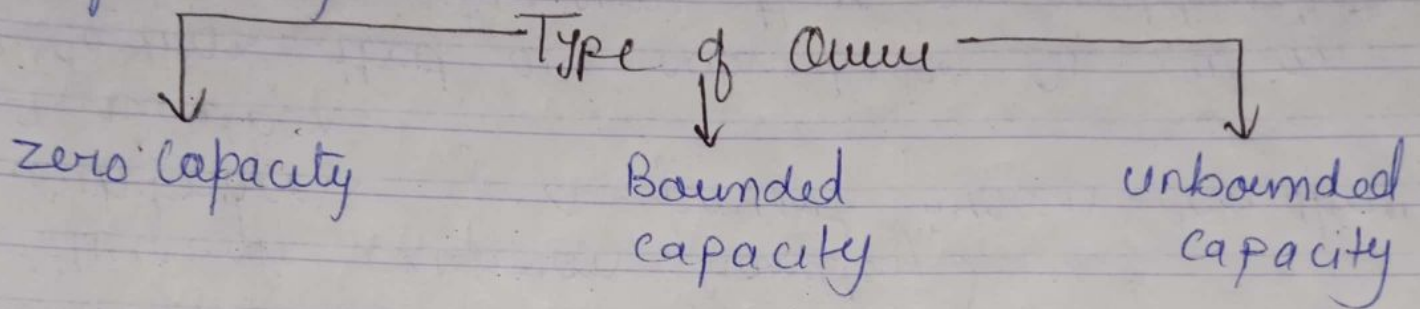 Type of Queue
zero capacity
Bounded
capacity
unbounded
capacity